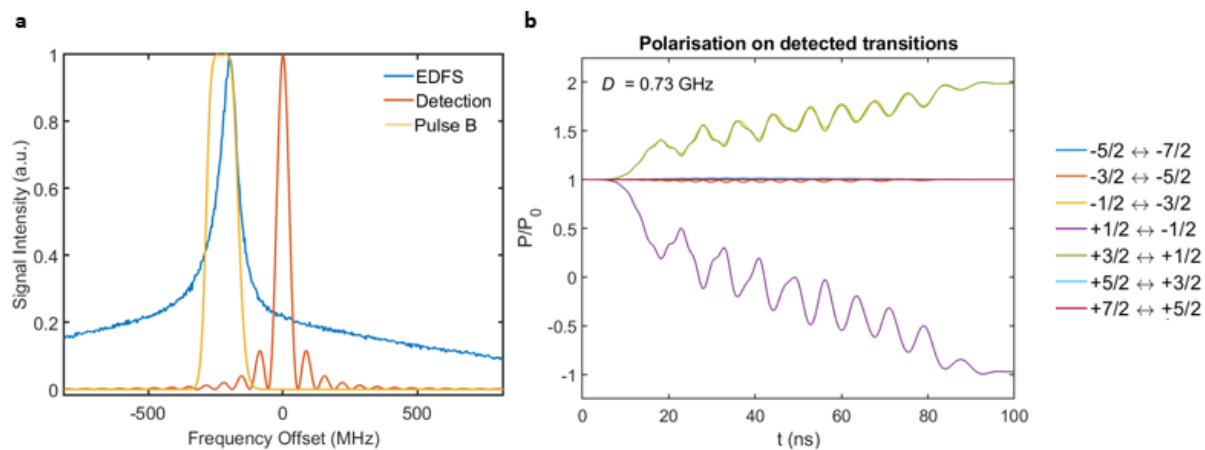 a
EDFS
Detection
Pulse B
Signal Intensity (a.u.)
1
0.8
0.6
0.4
0.2
0
-500
0
500
Frequency Offset (MHz)
b
Polarisation on detected transitions
D = 0.73 GHz
P/P0
2
1.5
1
0.5
0
-0.5
-1
0
20
40
60
80
100
t (ns)
-5/2 ↔ -7/2
-3/2 ↔ -5/2
-1/2 ↔ -3/2
+1/2 ↔ -1/2
+3/2 ↔ +1/2
+5/2 ↔ +3/2
+7/2 ↔ +5/2